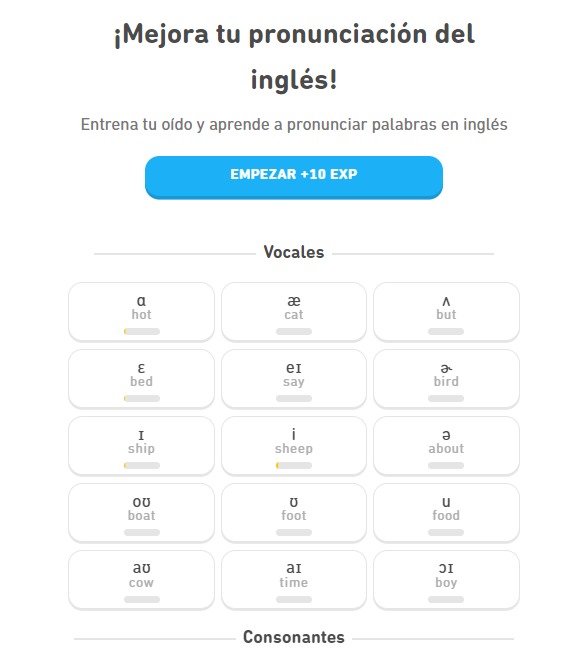 ¡Mejora tu pronunciación del
inglés!
Entrena tu oído y aprende a pronunciar palabras en inglés
EMPEZAR +10 EXP
Vocales
ɑ
hot
æ
cat
ʌ
but
ɛ
bed
eɪ
say
ɚ
bird
ɪ
ship
i
sheep
ə
about
oʊ
boat
ʊ
foot
u
food
aʊ
cow
aɪ
time
ɔɪ
boy
Consonantes